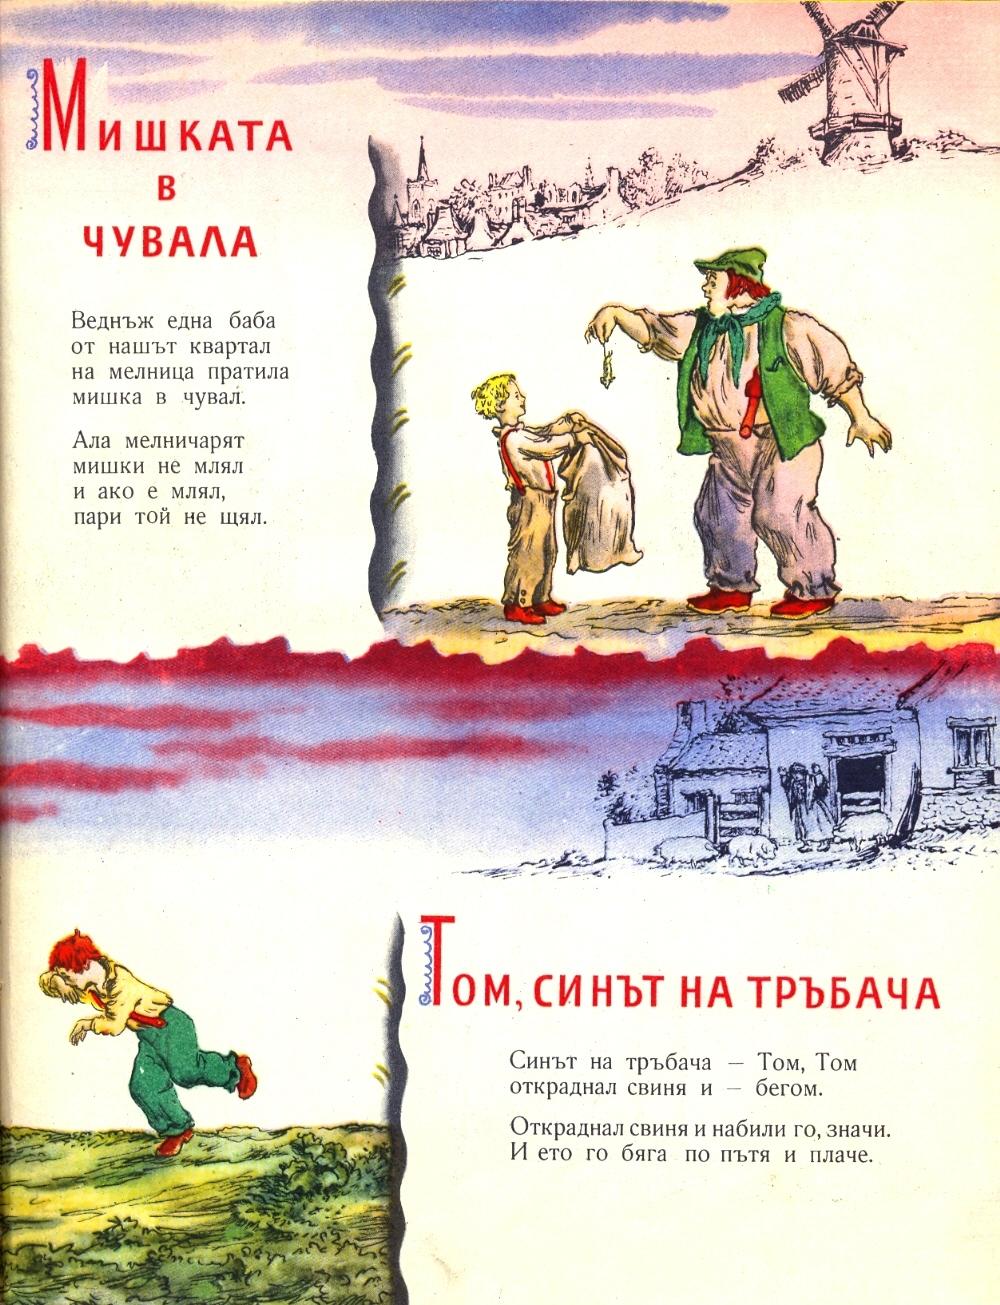 Мишката
в
чувала
Веднъж една баба
от нашът квартал
на мелница пратила
мишка в чувал.
Ала мелничарят
мишки не млял
и ако е млял,
пари той не щял.
Том, синът на тръбача
Синът на тръбача — Том, Том
откраднал свиня и — бегом.
Откраднал свиня и набили го, значи.
И ето го бяга по пътя и плаче.